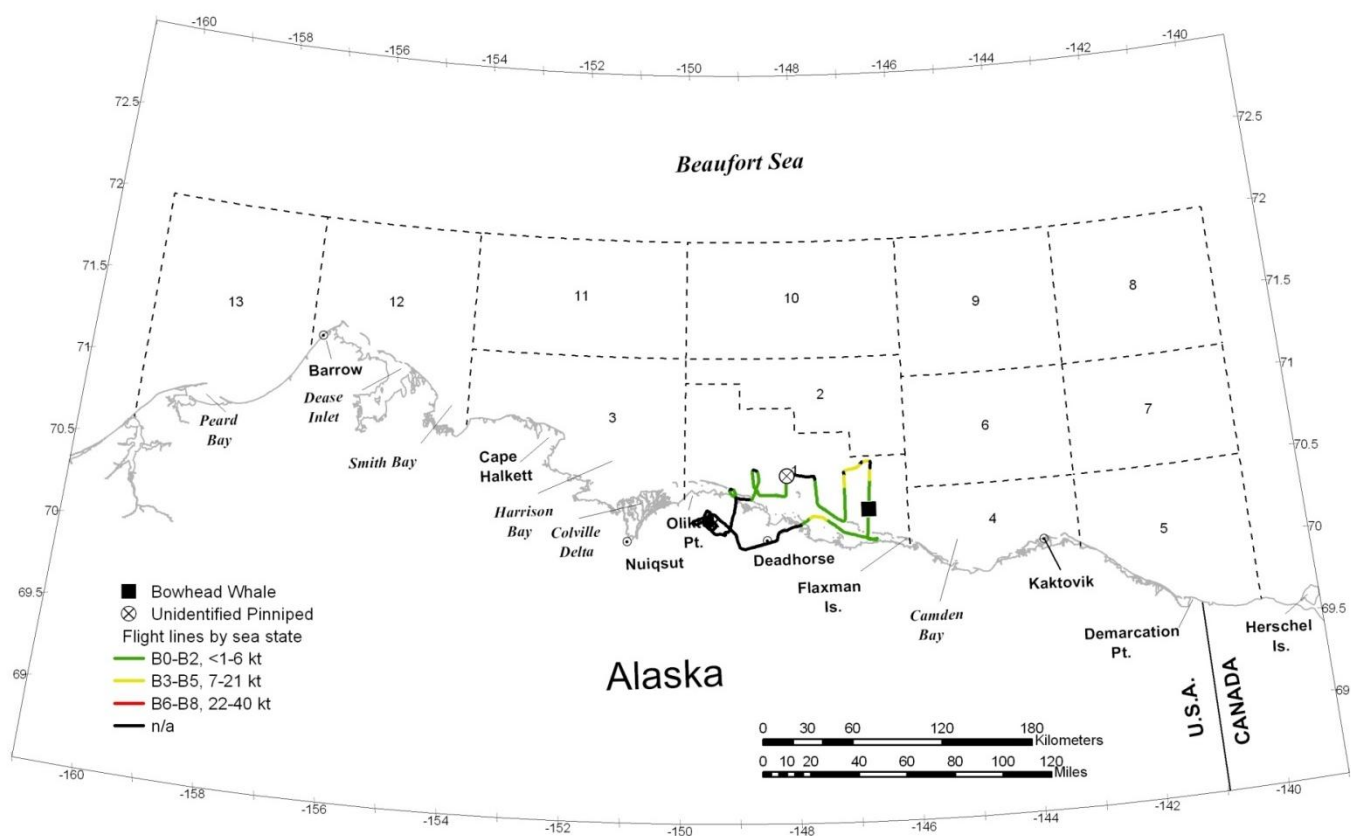 -160
-158
-156
-152
-150
-148
-146
-144
-142
-140
72.5
72.5
Beaufort Sea
72
72
71.5
71.5
13
12
11
10
9
8
71
71
Barrow
Dease
Inlet
Peard
Bay
2
3
6
7
70.5
70.5
Smith Bay
Cape
Halkett
1
Harrison
Bay
Colville
Delta
Olikt
Pt.
4
5
70
70
Nuiqsut
Deadhorse
Flaxman
Is.
Kaktovik
Camden
Bay
Demarcation
Pt.
Herschel
Is.
69.5
69.5
Bowhead Whale
Unidentified Pinniped
Flight lines by sea state
B0-B2, <1-6 kt
B3-B5, 7-21 kt
B6-B8, 22-40 kt
n/a
Alaska
69
69
U.S.A.
CANADA
0 30 60 120 180
Kilometers
0 10 20 40 60 80 100 120
Miles
-160
-158
-156
-154
-152
-150
-148
-146
-144
-142
-140